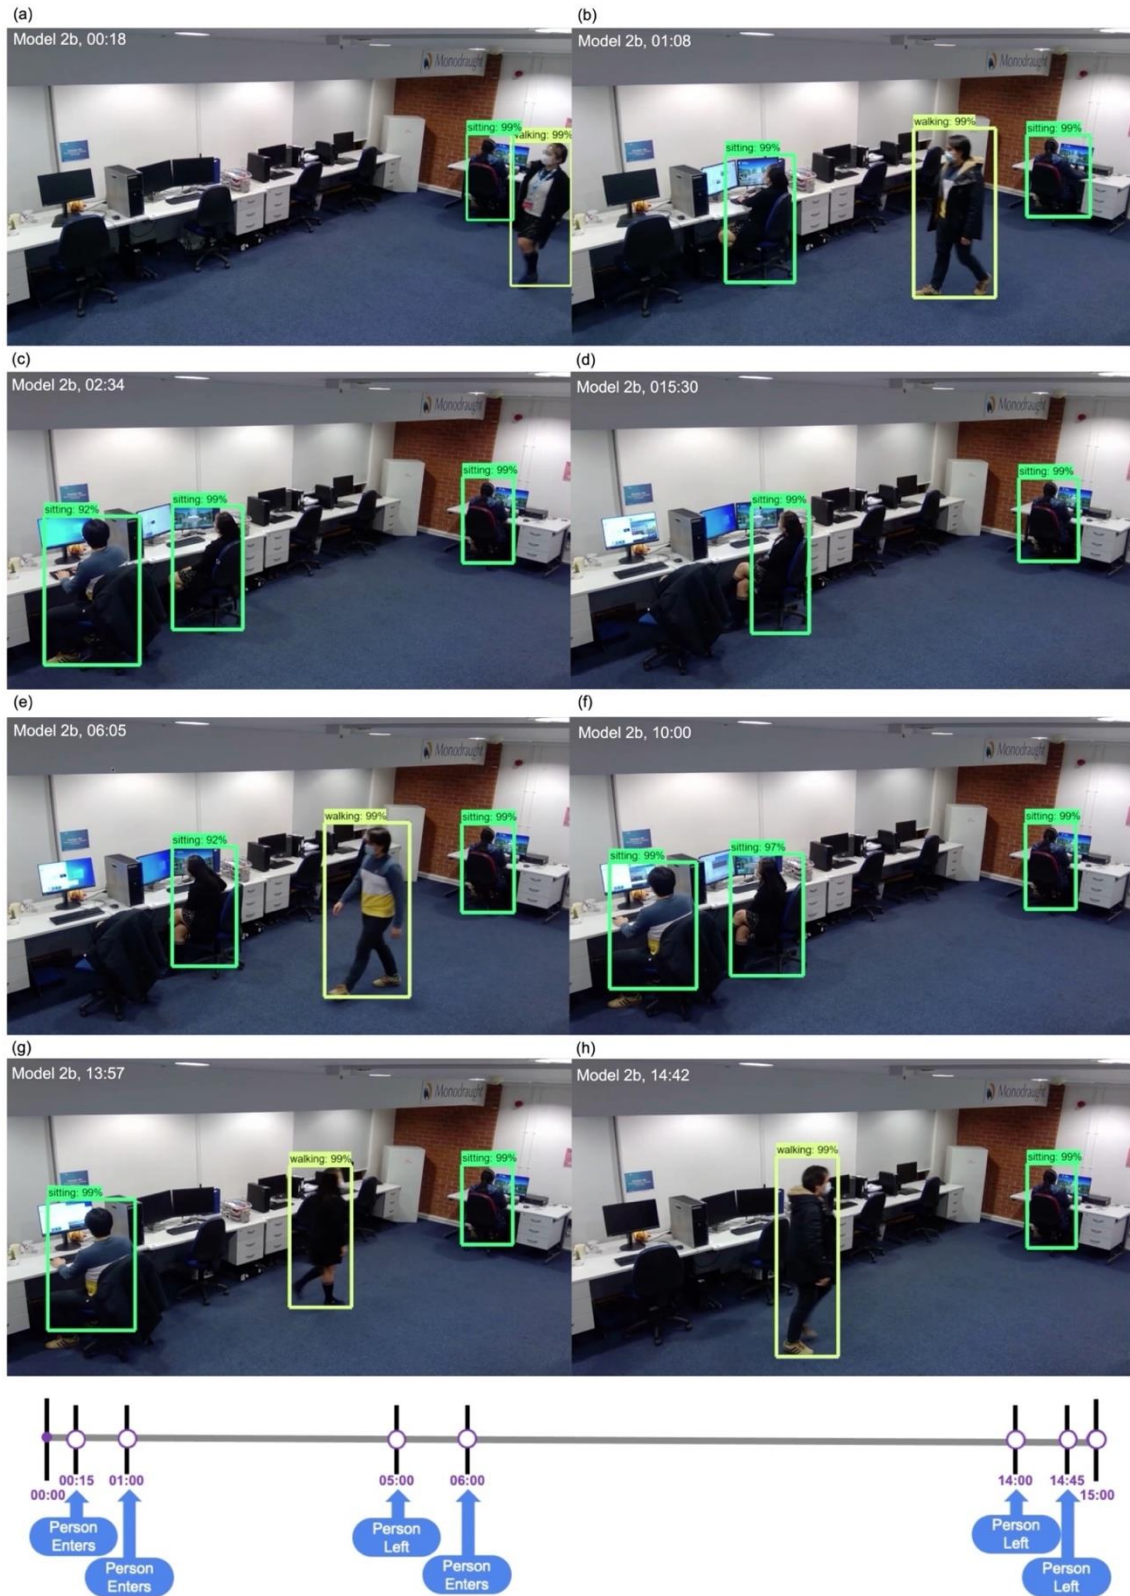 (a)
Model 2b, 00:18
Monodraught
sitting: 99%
walking: 99%
(b)
Model 2b, 01:08
Monodraught
walking: 99%
sitting: 99%
sitting: 99%
(c)
Model 2b, 02:34
Monodraught
sitting: 99%
sitting: 99%
sitting: 92%
(d)
Model 2b, 015:30
Monodraught
sitting: 99%
sitting: 99%
(e)
Model 2b, 06:05
Monodraught
walking: 99%
sitting: 99%
sitting: 92%
(f)
Model 2b, 10:00
Monodraught
sitting: 99%
sitting: 97%
sitting: 99%
(g)
Model 2b, 13:57
Monodraught
walking: 99%
sitting: 99%
sitting: 99%
(h)
Model 2b, 14:42
Monodraught
walking: 99%
sitting: 99%
00:00
00:15
01:00
05:00
06:00
14:00
14:45
15:00
Person
Enters
Person
Enters
Person
Left
Person
Enters
Person
Left
Person
Left